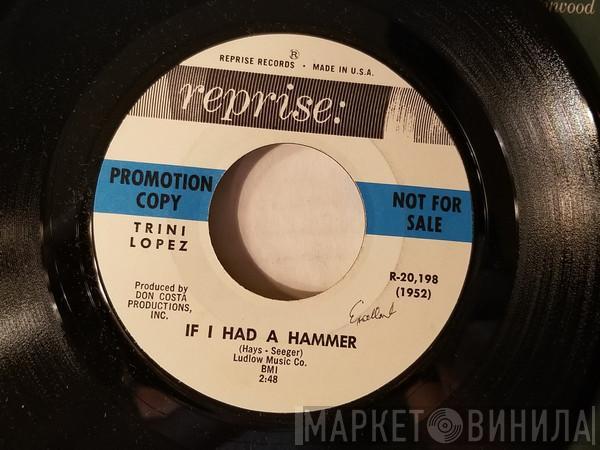 nwood
®
REPRISE RECORDS • MADE IN U.S.A.
reprise:
PROMOTION COPY
NOT FOR SALE
TRINI LOPEZ
R-20,198
(1952)
Produced by
DON COSTA
PRODUCTIONS,
INC.
Excellent
IF I HAD A HAMMER
(Hays - Seeger)
Ludlow Music Co.
BMI
2:48
МАРКЕТ ВИНИЛА